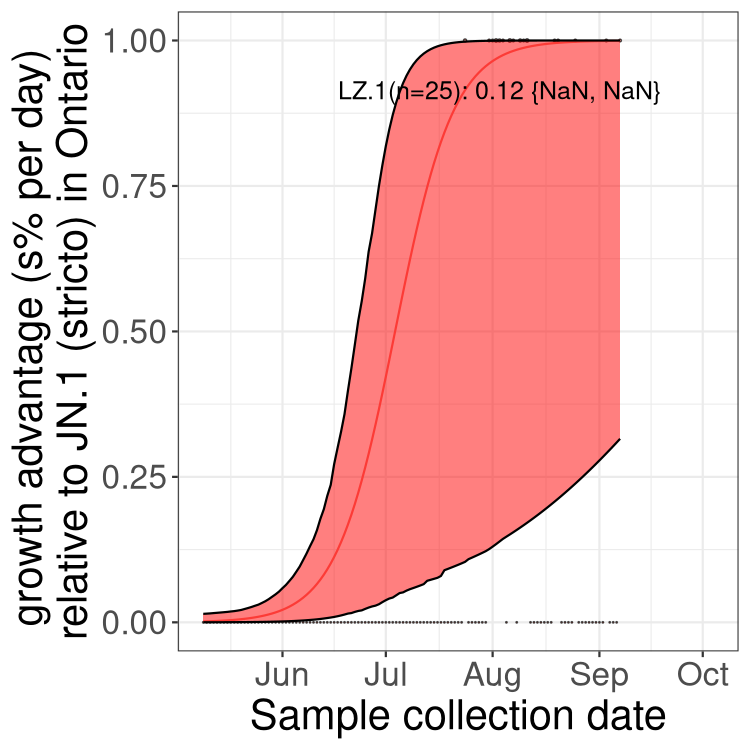 growth advantage (s% per day)
relative to JN.1 (stricto) in Ontario
1.00
0.75
0.50
0.25
0.00
LZ.1(n=25): 0.12 {NaN, NaN}
Jun Jul Aug Sep Oct
Sample collection date